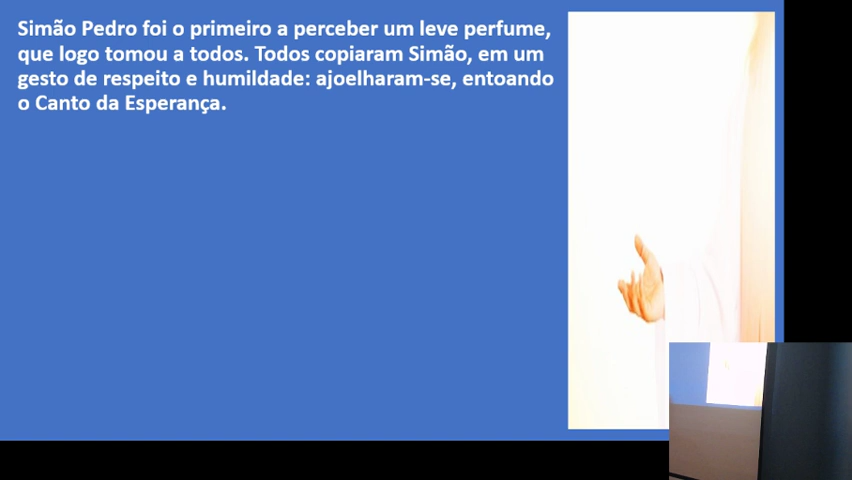 Simão Pedro foi o primeiro a perceber um leve perfume,
que logo tomou a todos. Todos copiaram Simão, em um
gesto de respeito e humildade: ajoelharam-se, entoando
o Canto da Esperança.